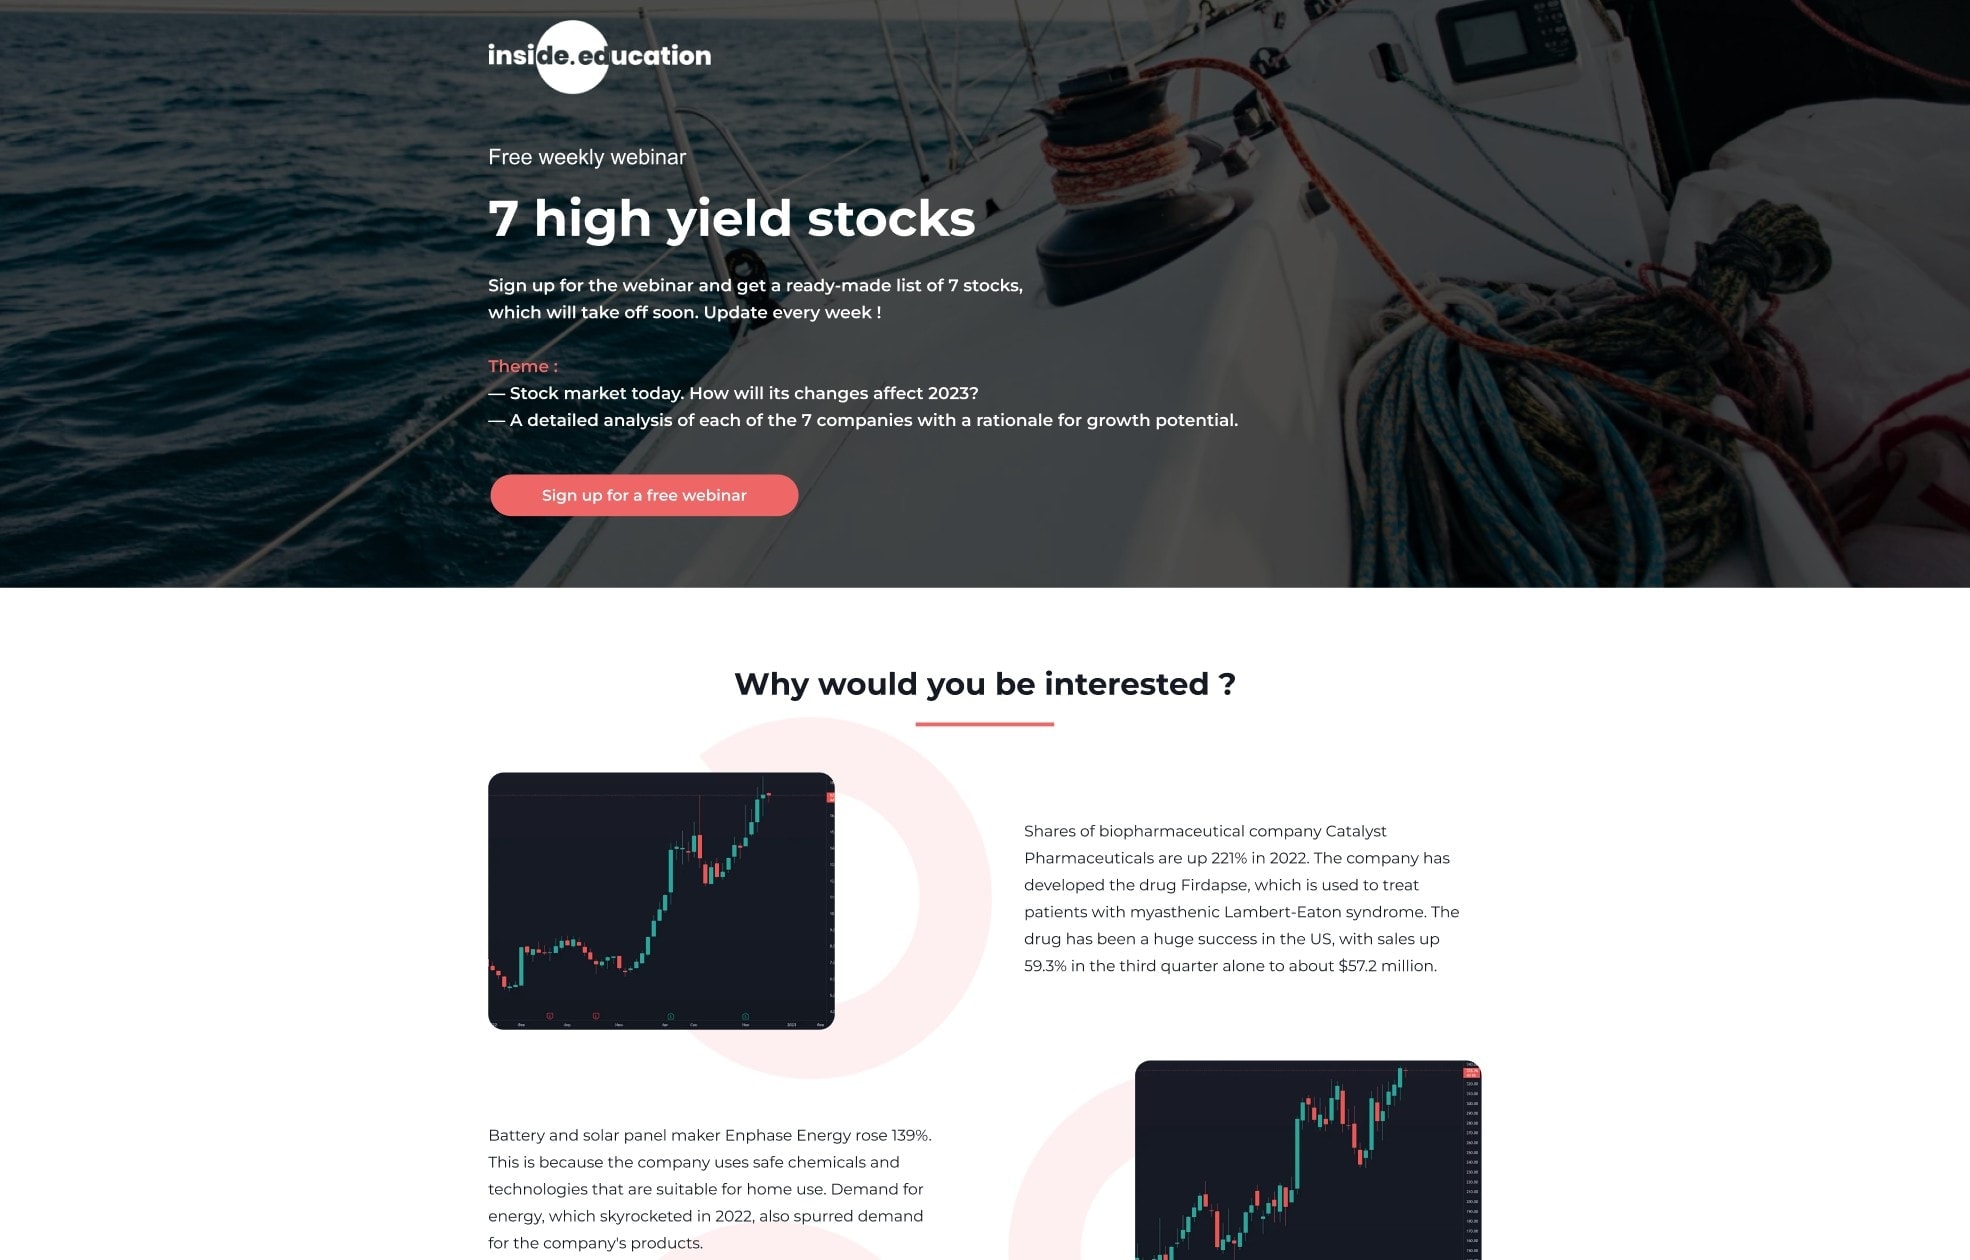 inside.education
Free weekly webinar
7 high yield stocks
Sign up for the webinar and get a ready-made list of 7 stocks,
which will take off soon. Update every week !
Theme :
— Stock market today. How will its changes affect 2023?
— A detailed analysis of each of the 7 companies with a rationale for growth potential.
Sign up for a free webinar
Why would you be interested ?
Shares of biopharmaceutical company Catalyst
Pharmaceuticals are up 221% in 2022. The company has
developed the drug Firdapse, which is used to treat
patients with myasthenic Lambert-Eaton syndrome. The
drug has been a huge success in the US, with sales up
59.3% in the third quarter alone to about $57.2 million.
Battery and solar panel maker Enphase Energy rose 139%.
This is because the company uses safe chemicals and
technologies that are suitable for home use. Demand for
energy, which skyrocketed in 2022, also spurred demand
for the company's products.